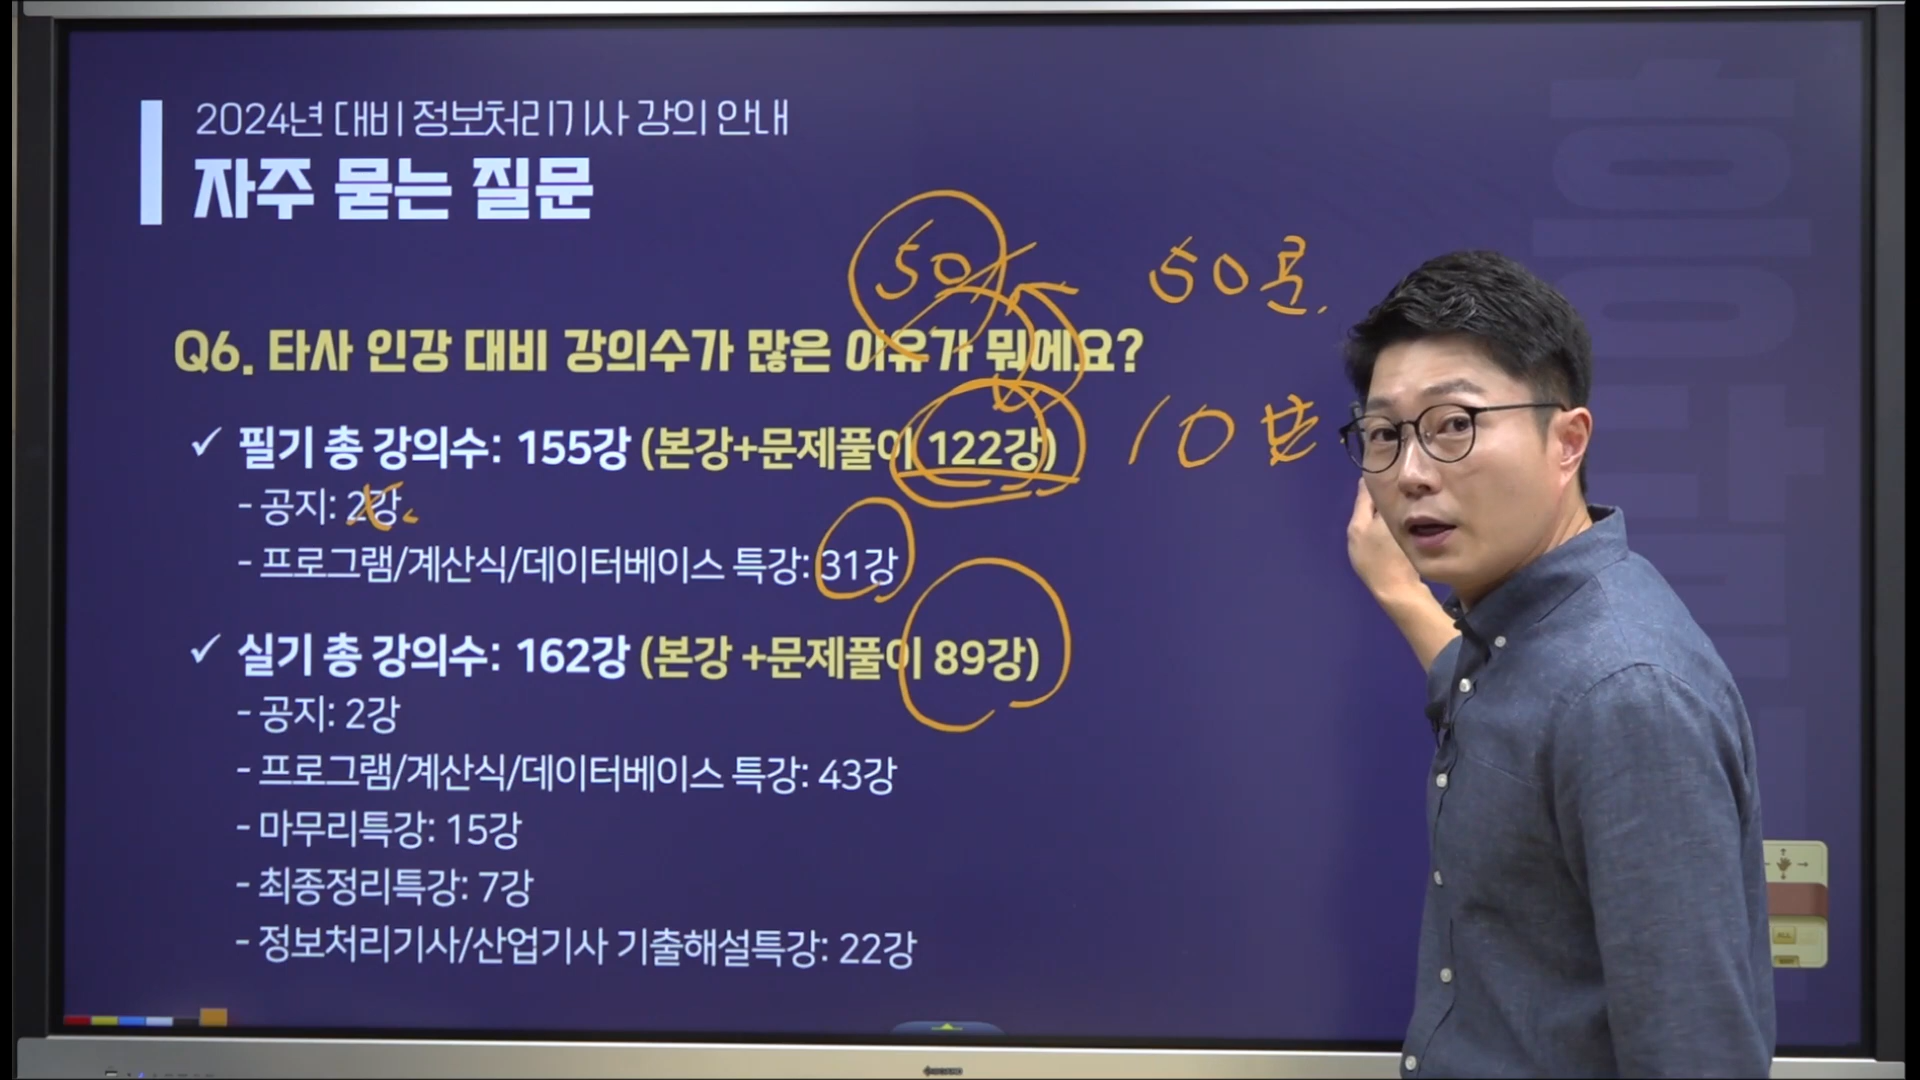 2024년 대비 정보처리기사 강의 안내
자주 묻는 질문
50
50문.
Q6. 타사 인강 대비 강의수가 많은 이유가 뭐에요?
✓ 필기 총 강의수: 155강 (본강+문제풀이 122강)
10분.
- 공지: 2강
- 프로그램/계산식/데이터베이스 특강: 31강
✓ 실기 총 강의수: 162강 (본강 +문제풀이 89강)
- 공지: 2강
- 프로그램/계산식/데이터베이스 특강: 43강
- 마무리특강: 15강
- 최종정리특강: 7강
- 정보처리기사/산업기사 기출해설특강: 22강